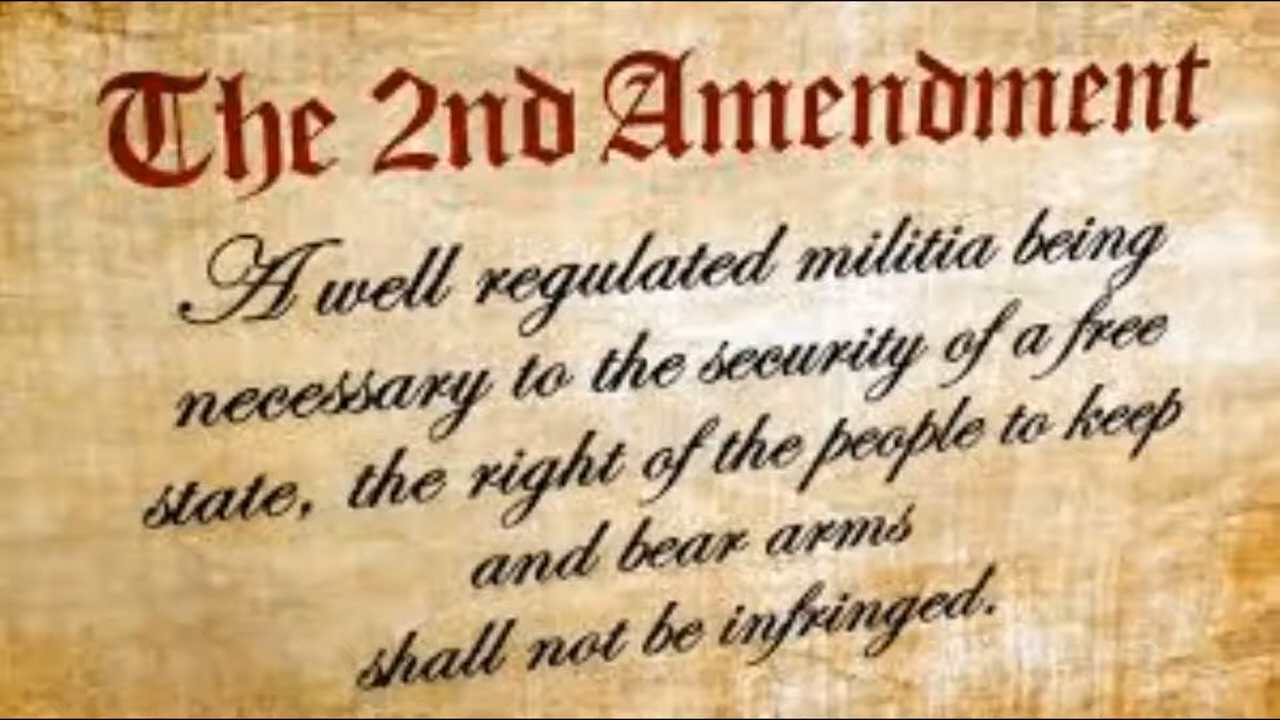 The 2nd Amendment
A well regulated militia being
necessary to the security of a free
state, the right of the people to keep
and bear arms
shall not be infringed.